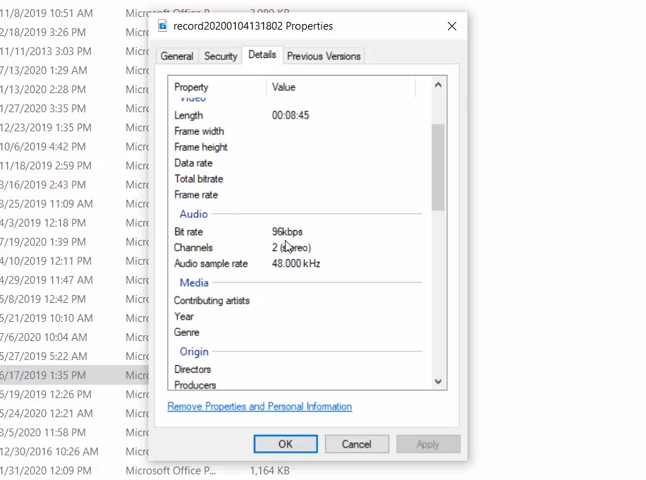 11/8/2019 10:51 AM
2/18/2019 3:26 PM
11/11/2013 3:03 PM
7/13/2020 1:29 AM
1/13/2020 2:28 PM
1/27/2020 3:35 PM
12/23/2019 1:35 PM
10/6/2019 4:42 PM
11/18/2019 2:59 PM
3/16/2019 2:43 PM
3/25/2019 11:09 AM
4/3/2019 12:18 PM
7/19/2020 1:39 PM
4/10/2019 12:11 PM
4/29/2019 11:47 AM
5/8/2019 12:42 PM
5/21/2019 10:10 AM
7/6/2020 10:04 AM
5/27/2019 5:22 AM
6/17/2019 1:35 PM
6/19/2019 12:26 PM
5/24/2020 12:21 AM
3/5/2020 11:58 PM
12/30/2016 10:26 AM
1/31/2020 12:09 PM Microsoft Office P... 1,164 KB
record20200104131802 Properties
General Security Details Previous Versions
Property Value
Video
Length 00:08:45
Frame width
Frame height
Data rate
Total bitrate
Frame rate
Audio
Bit rate 96kbps
Channels 2 (stereo)
Audio sample rate 48.000 kHz
Media
Contributing artists
Year
Genre
Origin
Directors
Producers
Remove Properties and Personal Information
OK Cancel Apply